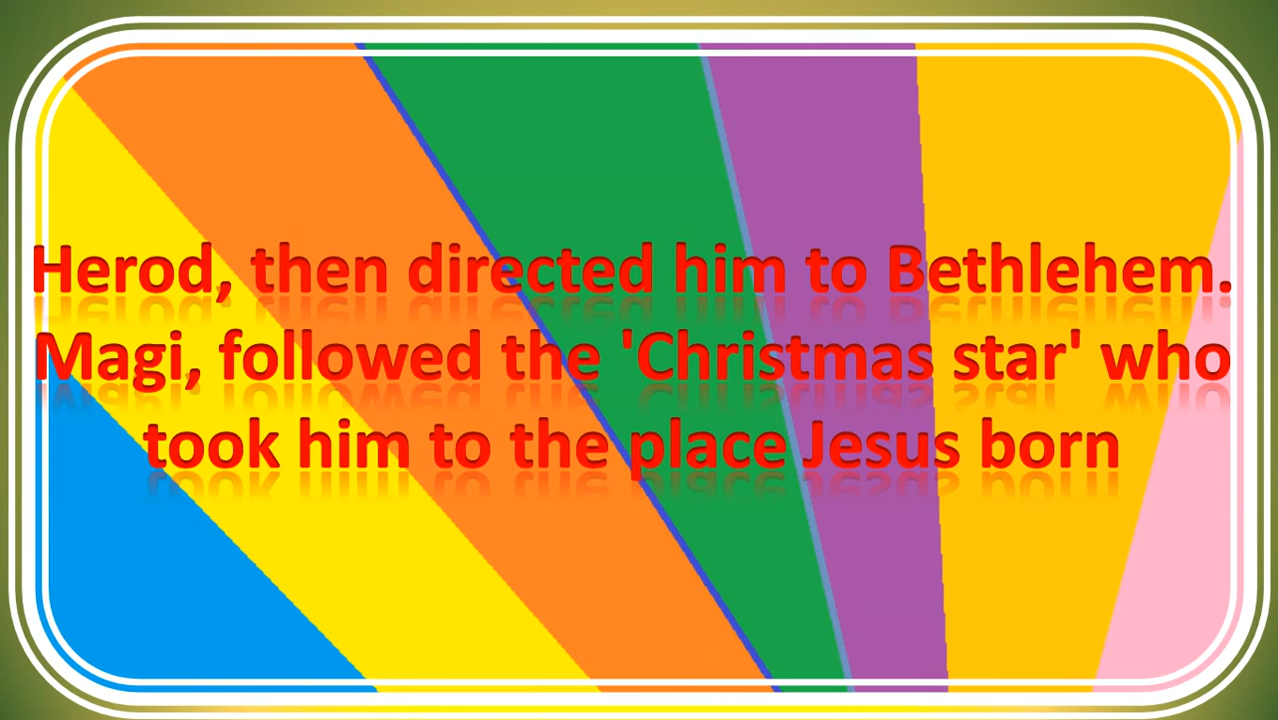 Herod, then directed him to Bethlehem.
Magi, followed the 'Christmas star' who
took him to the place Jesus born